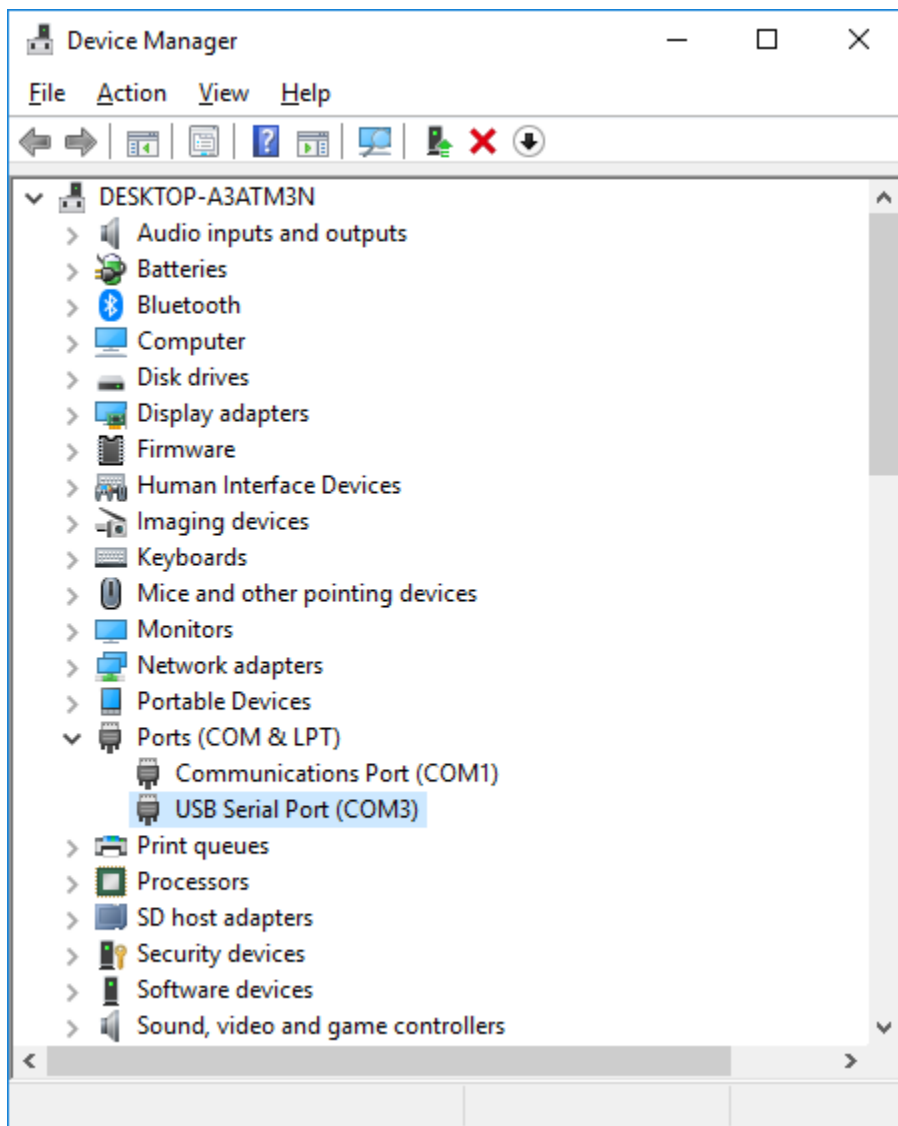 Device Manager
File Action View Help
DESKTOP-A3ATM3N
Audio inputs and outputs
Batteries
Bluetooth
Computer
Disk drives
Display adapters
Firmware
Human Interface Devices
Imaging devices
Keyboards
Mice and other pointing devices
Monitors
Network adapters
Portable Devices
Ports (COM & LPT)
Communications Port (COM1)
USB Serial Port (COM3)
Print queues
Processors
SD host adapters
Security devices
Software devices
Sound, video and game controllers